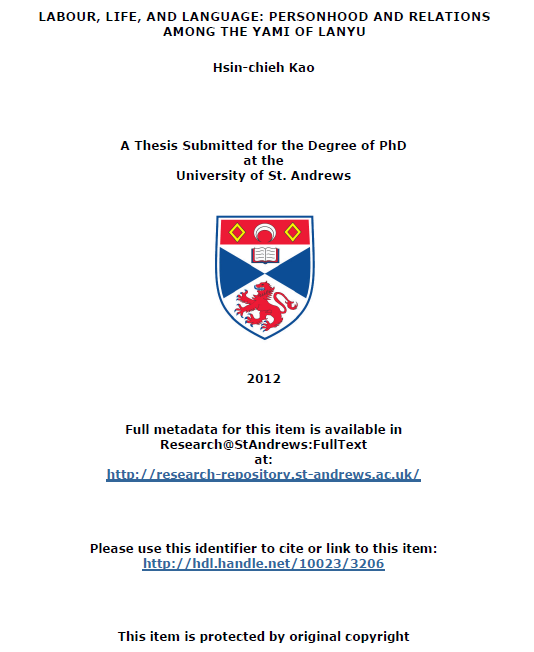 LABOUR, LIFE, AND LANGUAGE: PERSONHOOD AND RELATIONS
AMONG THE YAMI OF LANYU
Hsin-chieh Kao
A Thesis Submitted for the Degree of PhD
at the
University of St. Andrews
2012
Full metadata for this item is available in
Research@StAndrews:FullText
at:
http://research-repository.st-andrews.ac.uk/
Please use this identifier to cite or link to this item:
http://hdl.handle.net/10023/3206
This item is protected by original copyright